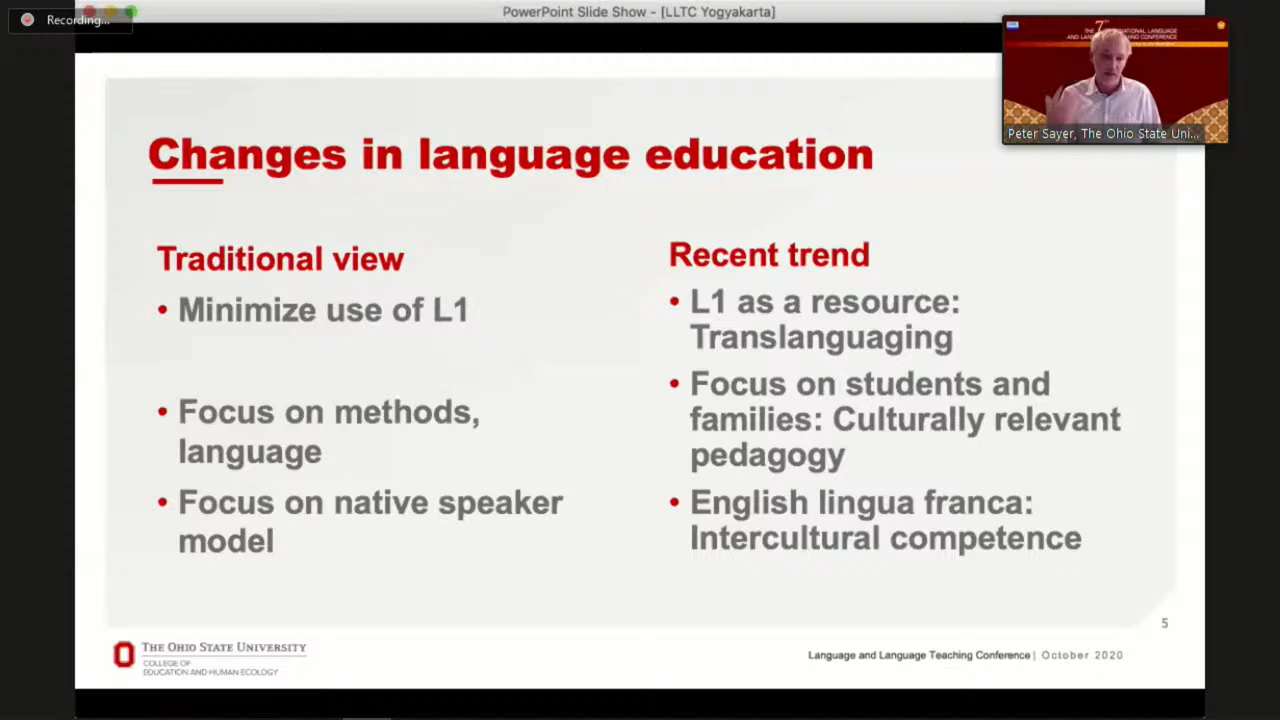 Recording...
PowerPoint Slide Show - [LLTC Yogyakarta]
7TH
Peter Sayer, The Ohio State Uni...
Changes in language education
Traditional view
• Minimize use of L1
• Focus on methods,
language
• Focus on native speaker
model
Recent trend
• L1 as a resource:
Translanguaging
• Focus on students and
families: Culturally relevant
pedagogy
• English lingua franca:
Intercultural competence
5
THE OHIO STATE UNIVERSITY
COLLEGE OF
EDUCATION AND HUMAN ECOLOGY
Language and Language Teaching Conference | October 2020